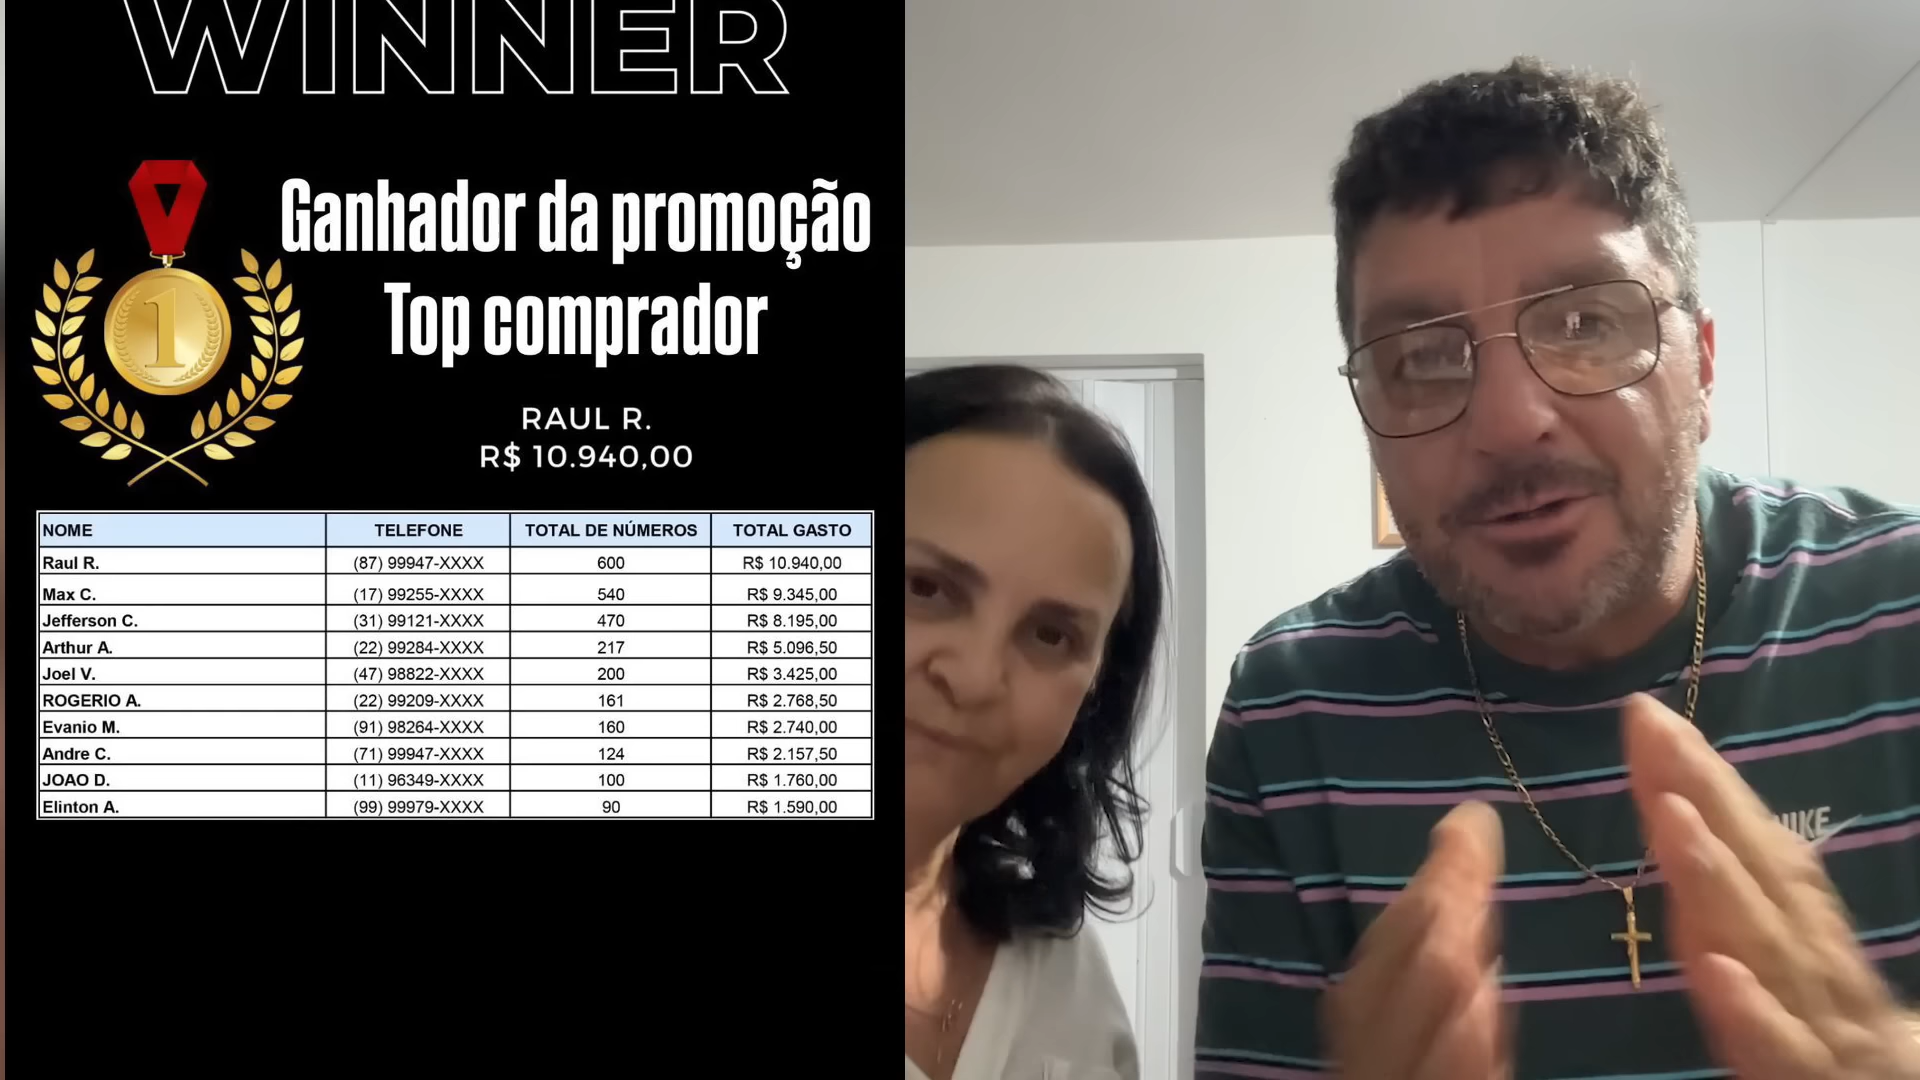 WINNER
Ganhador da promoção
Top comprador
1
RAUL R.
R$ 10.940,00
NOME TELEFONE TOTAL DE NÚMEROS TOTAL GASTO
Raul R. (87) 99947-XXXX 600 R$ 10.940,00
Max C. (17) 99255-XXXX 540 R$ 9.345,00
Jefferson C. (31) 99121-XXXX 470 R$ 8.195,00
Arthur A. (22) 99284-XXXX 217 R$ 5.096,50
Joel V. (47) 98822-XXXX 200 R$ 3.425,00
ROGERIO A. (22) 99209-XXXX 161 R$ 2.768,50
Evanio M. (91) 98264-XXXX 160 R$ 2.740,00
Andre C. (71) 99947-XXXX 124 R$ 2.157,50
JOAO D. (11) 96349-XXXX 100 R$ 1.760,00
Elinton A. (99) 99979-XXXX 90 R$ 1.590,00
NIKE